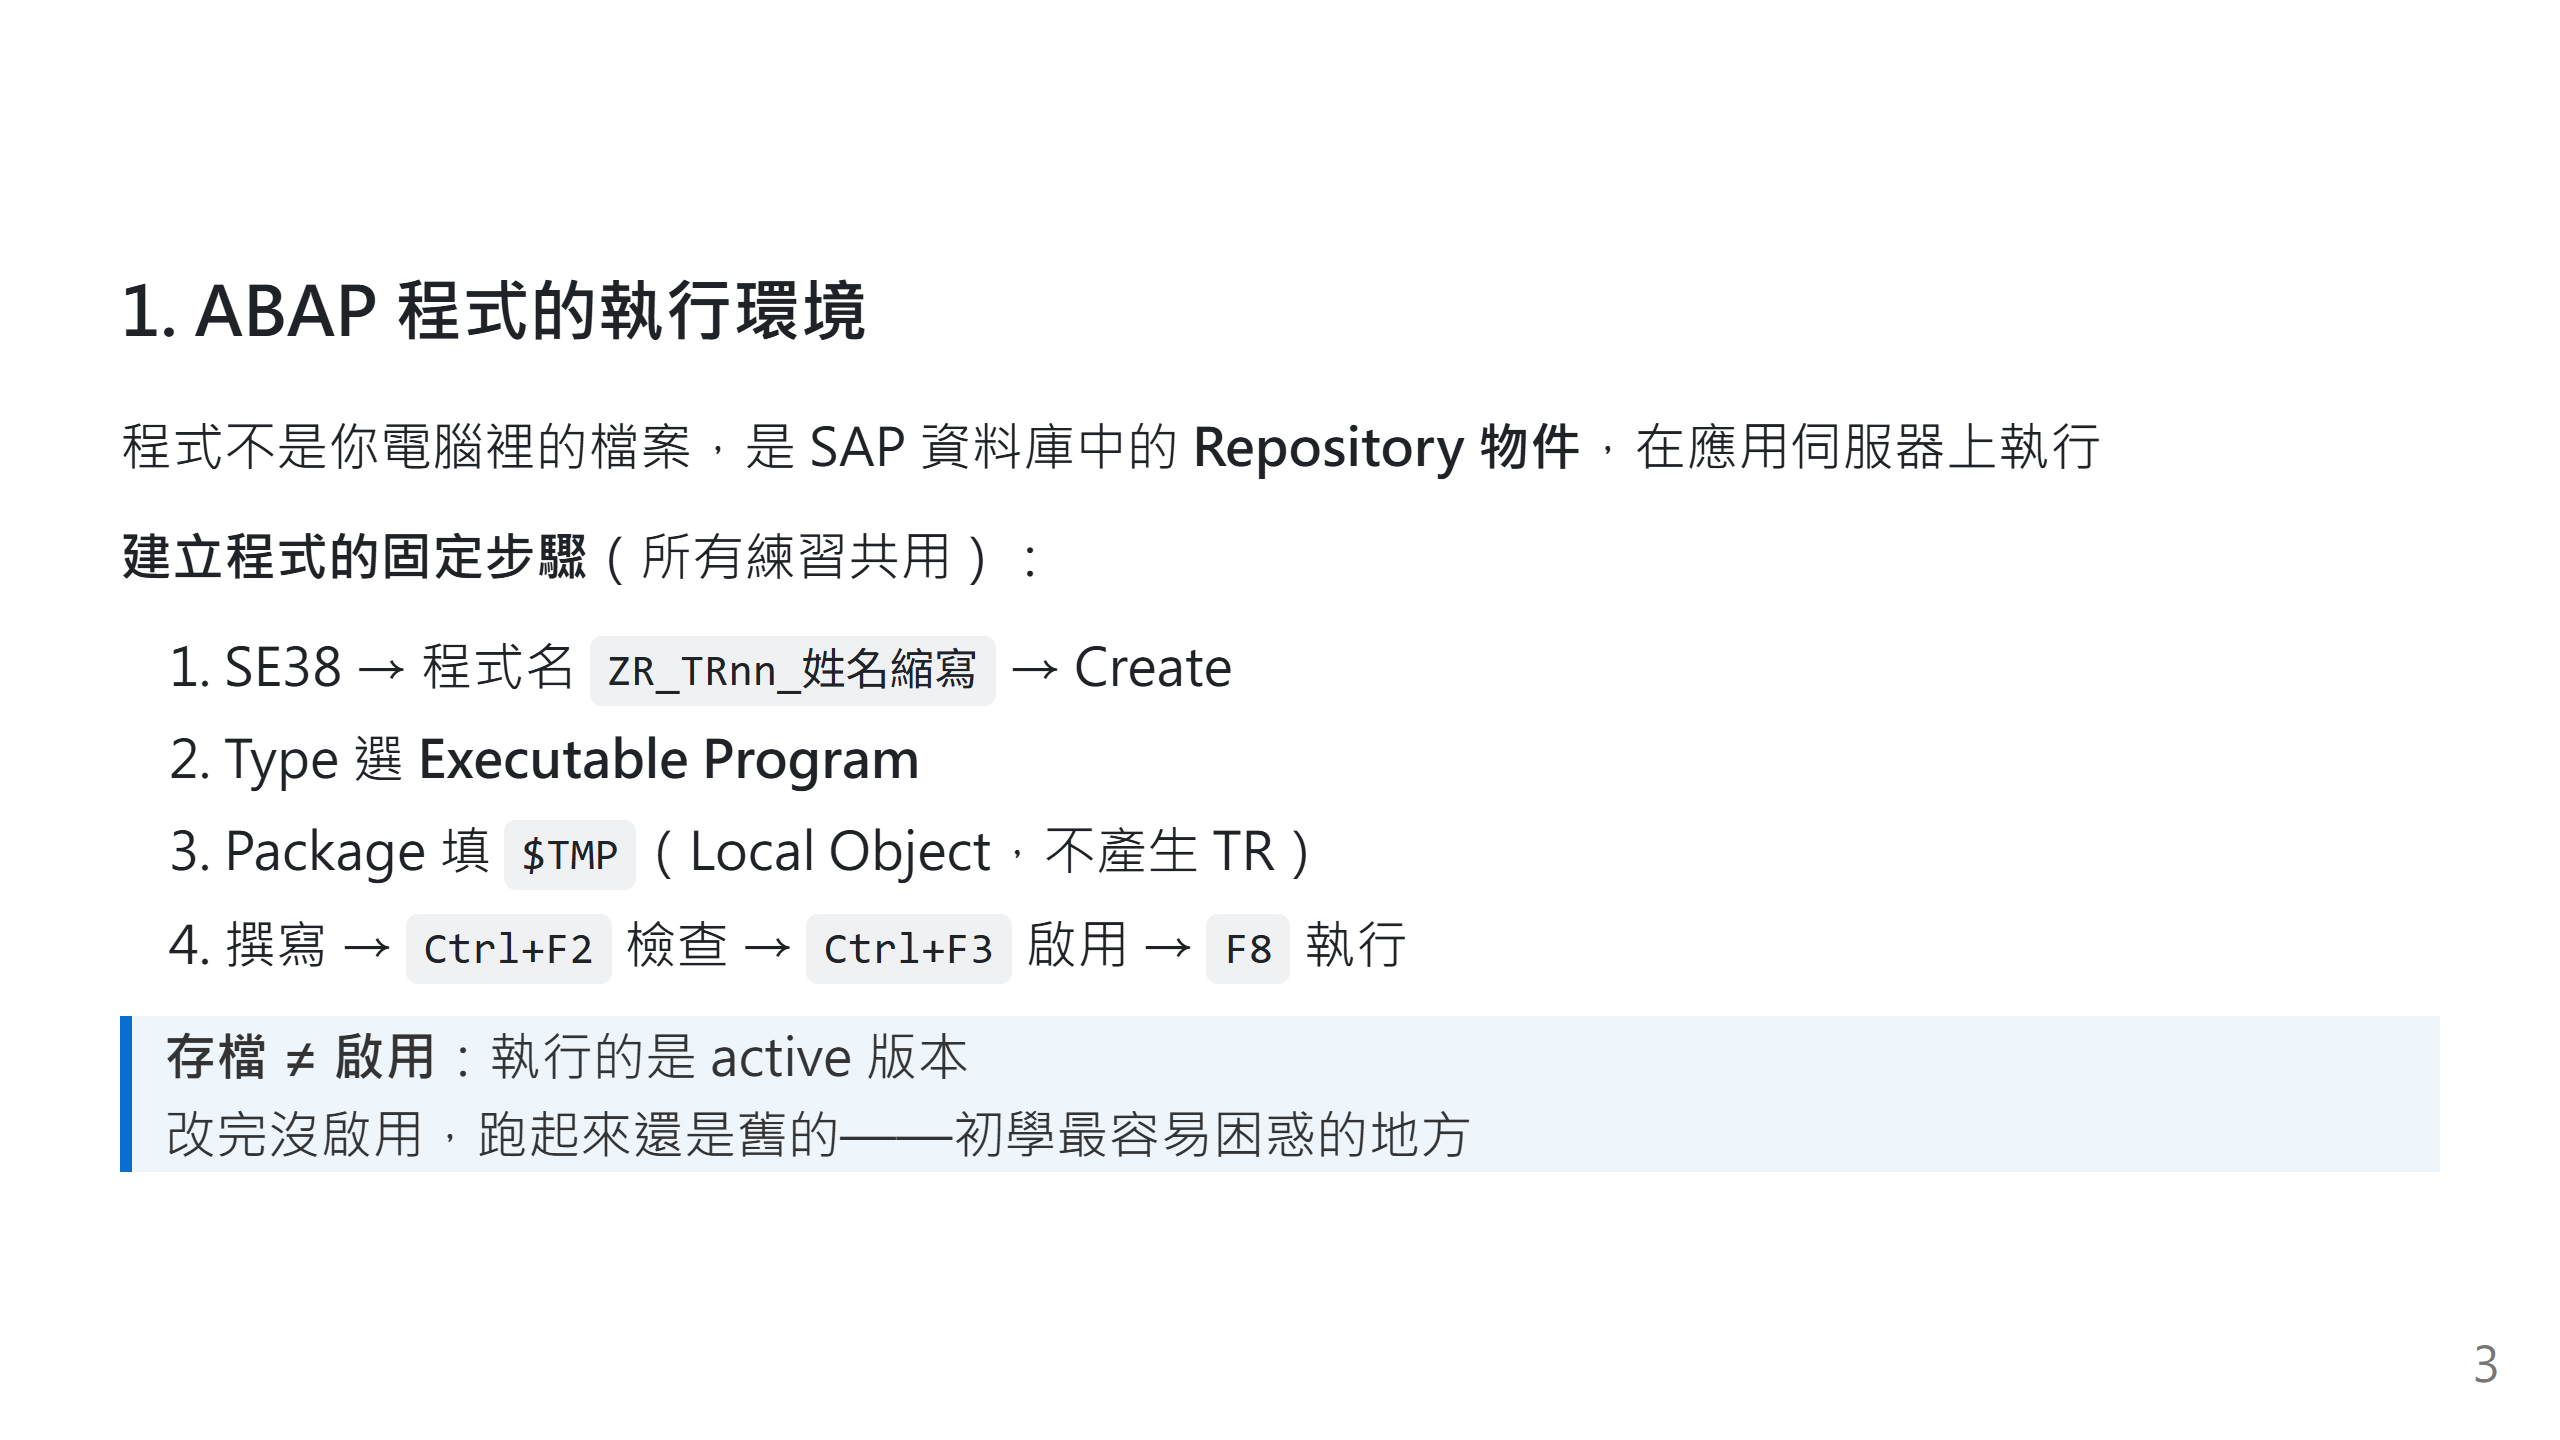 1. ABAP 程式的執行環境
程式不是你電腦裡的檔案，是 SAP 資料庫中的 Repository 物件，在應用伺服器上執行
建立程式的固定步驟（所有練習共用）：
1. SE38 → 程式名 ZR_TRnn_姓名縮寫 → Create
2. Type 選 Executable Program
3. Package 填 $TMP（Local Object，不產生 TR）
4. 撰寫 → Ctrl+F2 檢查 → Ctrl+F3 啟用 → F8 執行
存檔 ≠ 啟用：執行的是 active 版本
改完沒啟用，跑起來還是舊的——初學最容易困惑的地方
3